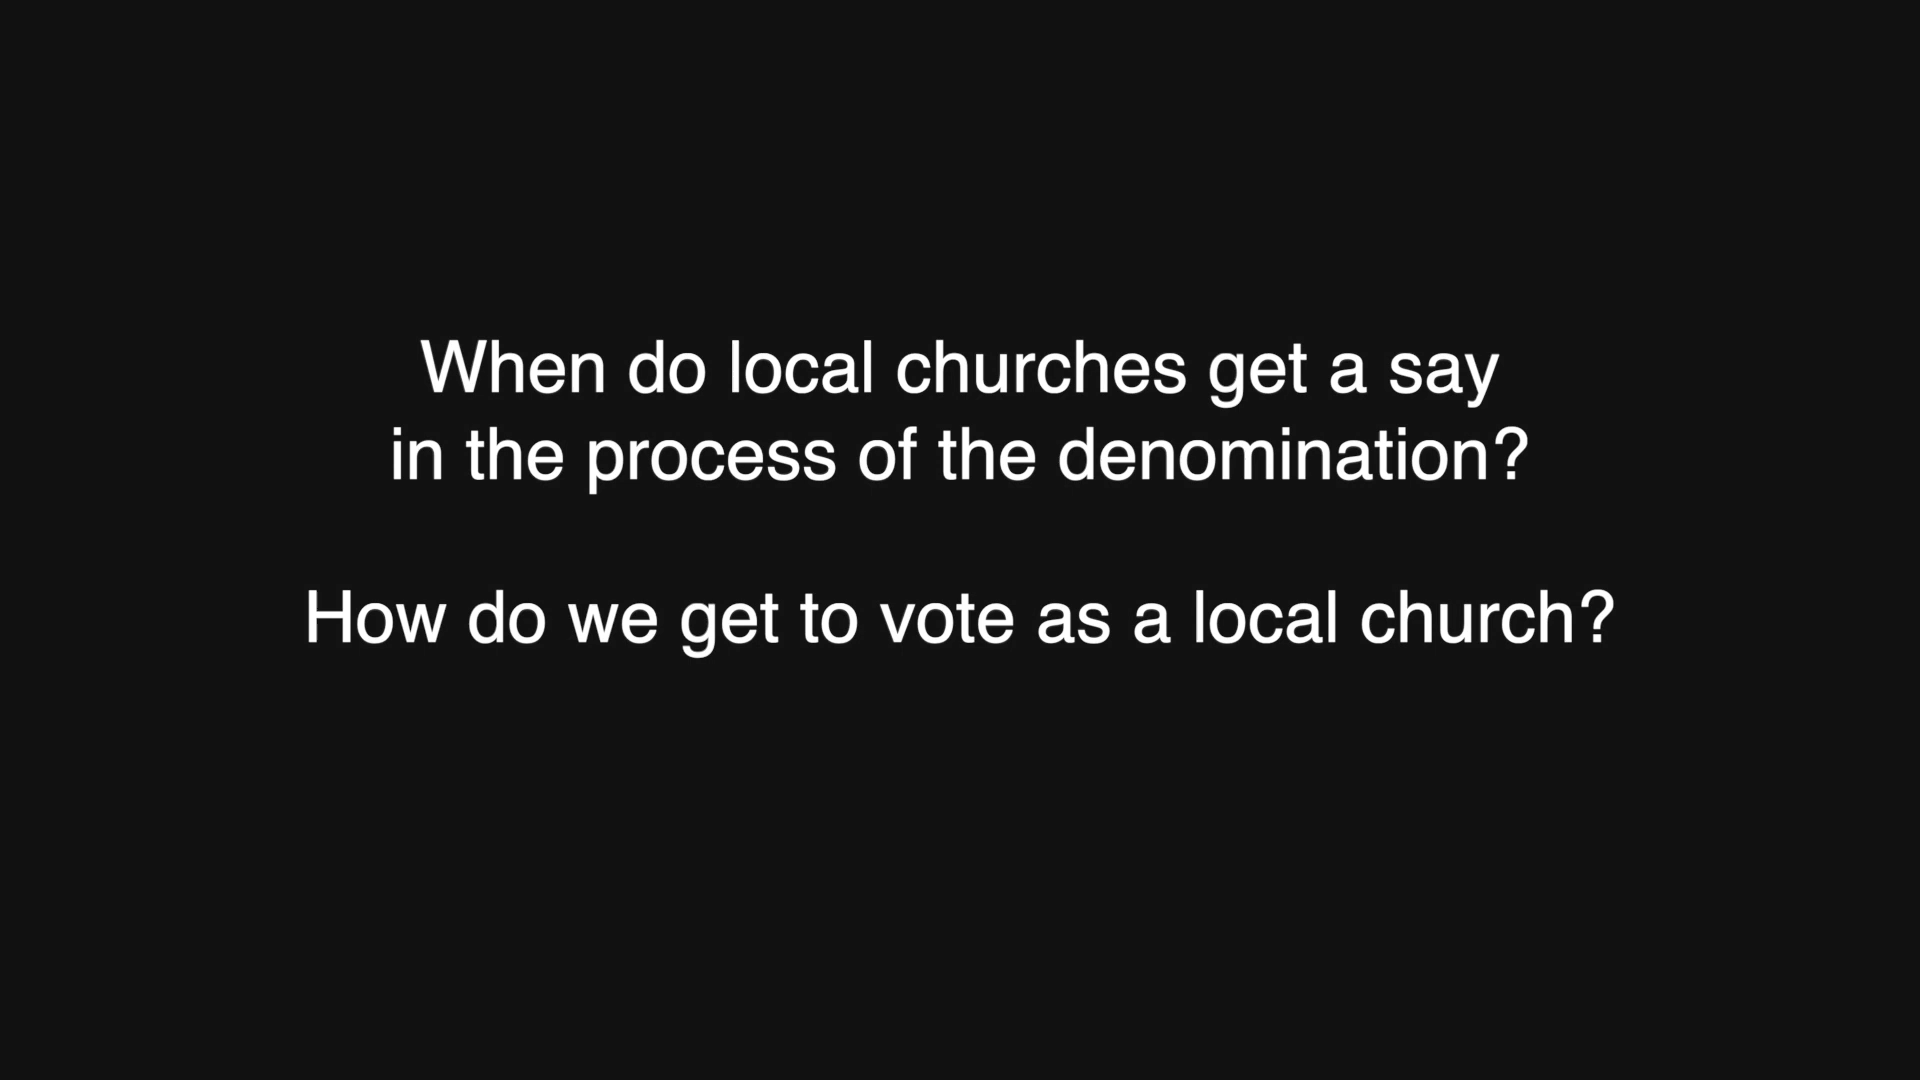 When do local churches get a say
in the process of the denomination?
How do we get to vote as a local church?